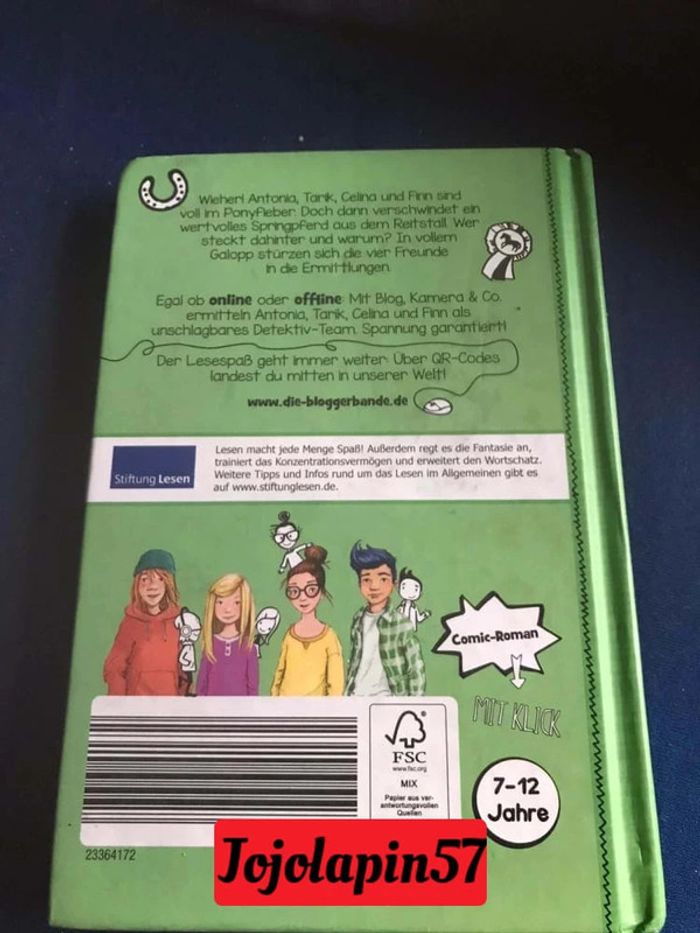 Wieher! Antonia, Tarik, Celina und Finn sind
voll im Ponyfieber. Doch dann verschwindet ein
wertvolles Springpferd aus dem Reitstall. Wer
steckt dahinter und warum? In vollem
Galopp stürzen sich die vier Freunde
in die Ermittlungen
Egal ob online oder offline: Mit Blog, Kamera & Co.
ermitteln Antonia, Tarik, Celina und Finn als
unschlagbares Detektiv-Team. Spannung garantiert!
Der Lesespaß geht immer weiter: Über QR-Codes
landest du mitten in unserer Welt!
www.die-bloggerbande.de
Stiftung Lesen
Lesen macht jede Menge Spaß! Außerdem regt es die Fantasie an,
trainiert das Konzentrationsvermögen und erweitert den Wortschatz.
Weitere Tipps und Infos rund um das Lesen im Allgemeinen gibt es
auf www.stiftunglesen.de.
Comic-Roman
MIT KLICK
FSC
www.fsc.org
MIX
Papier aus ver-
antwortungsvollen
Quellen
7-12
Jahre
23364172
Jojolapin57